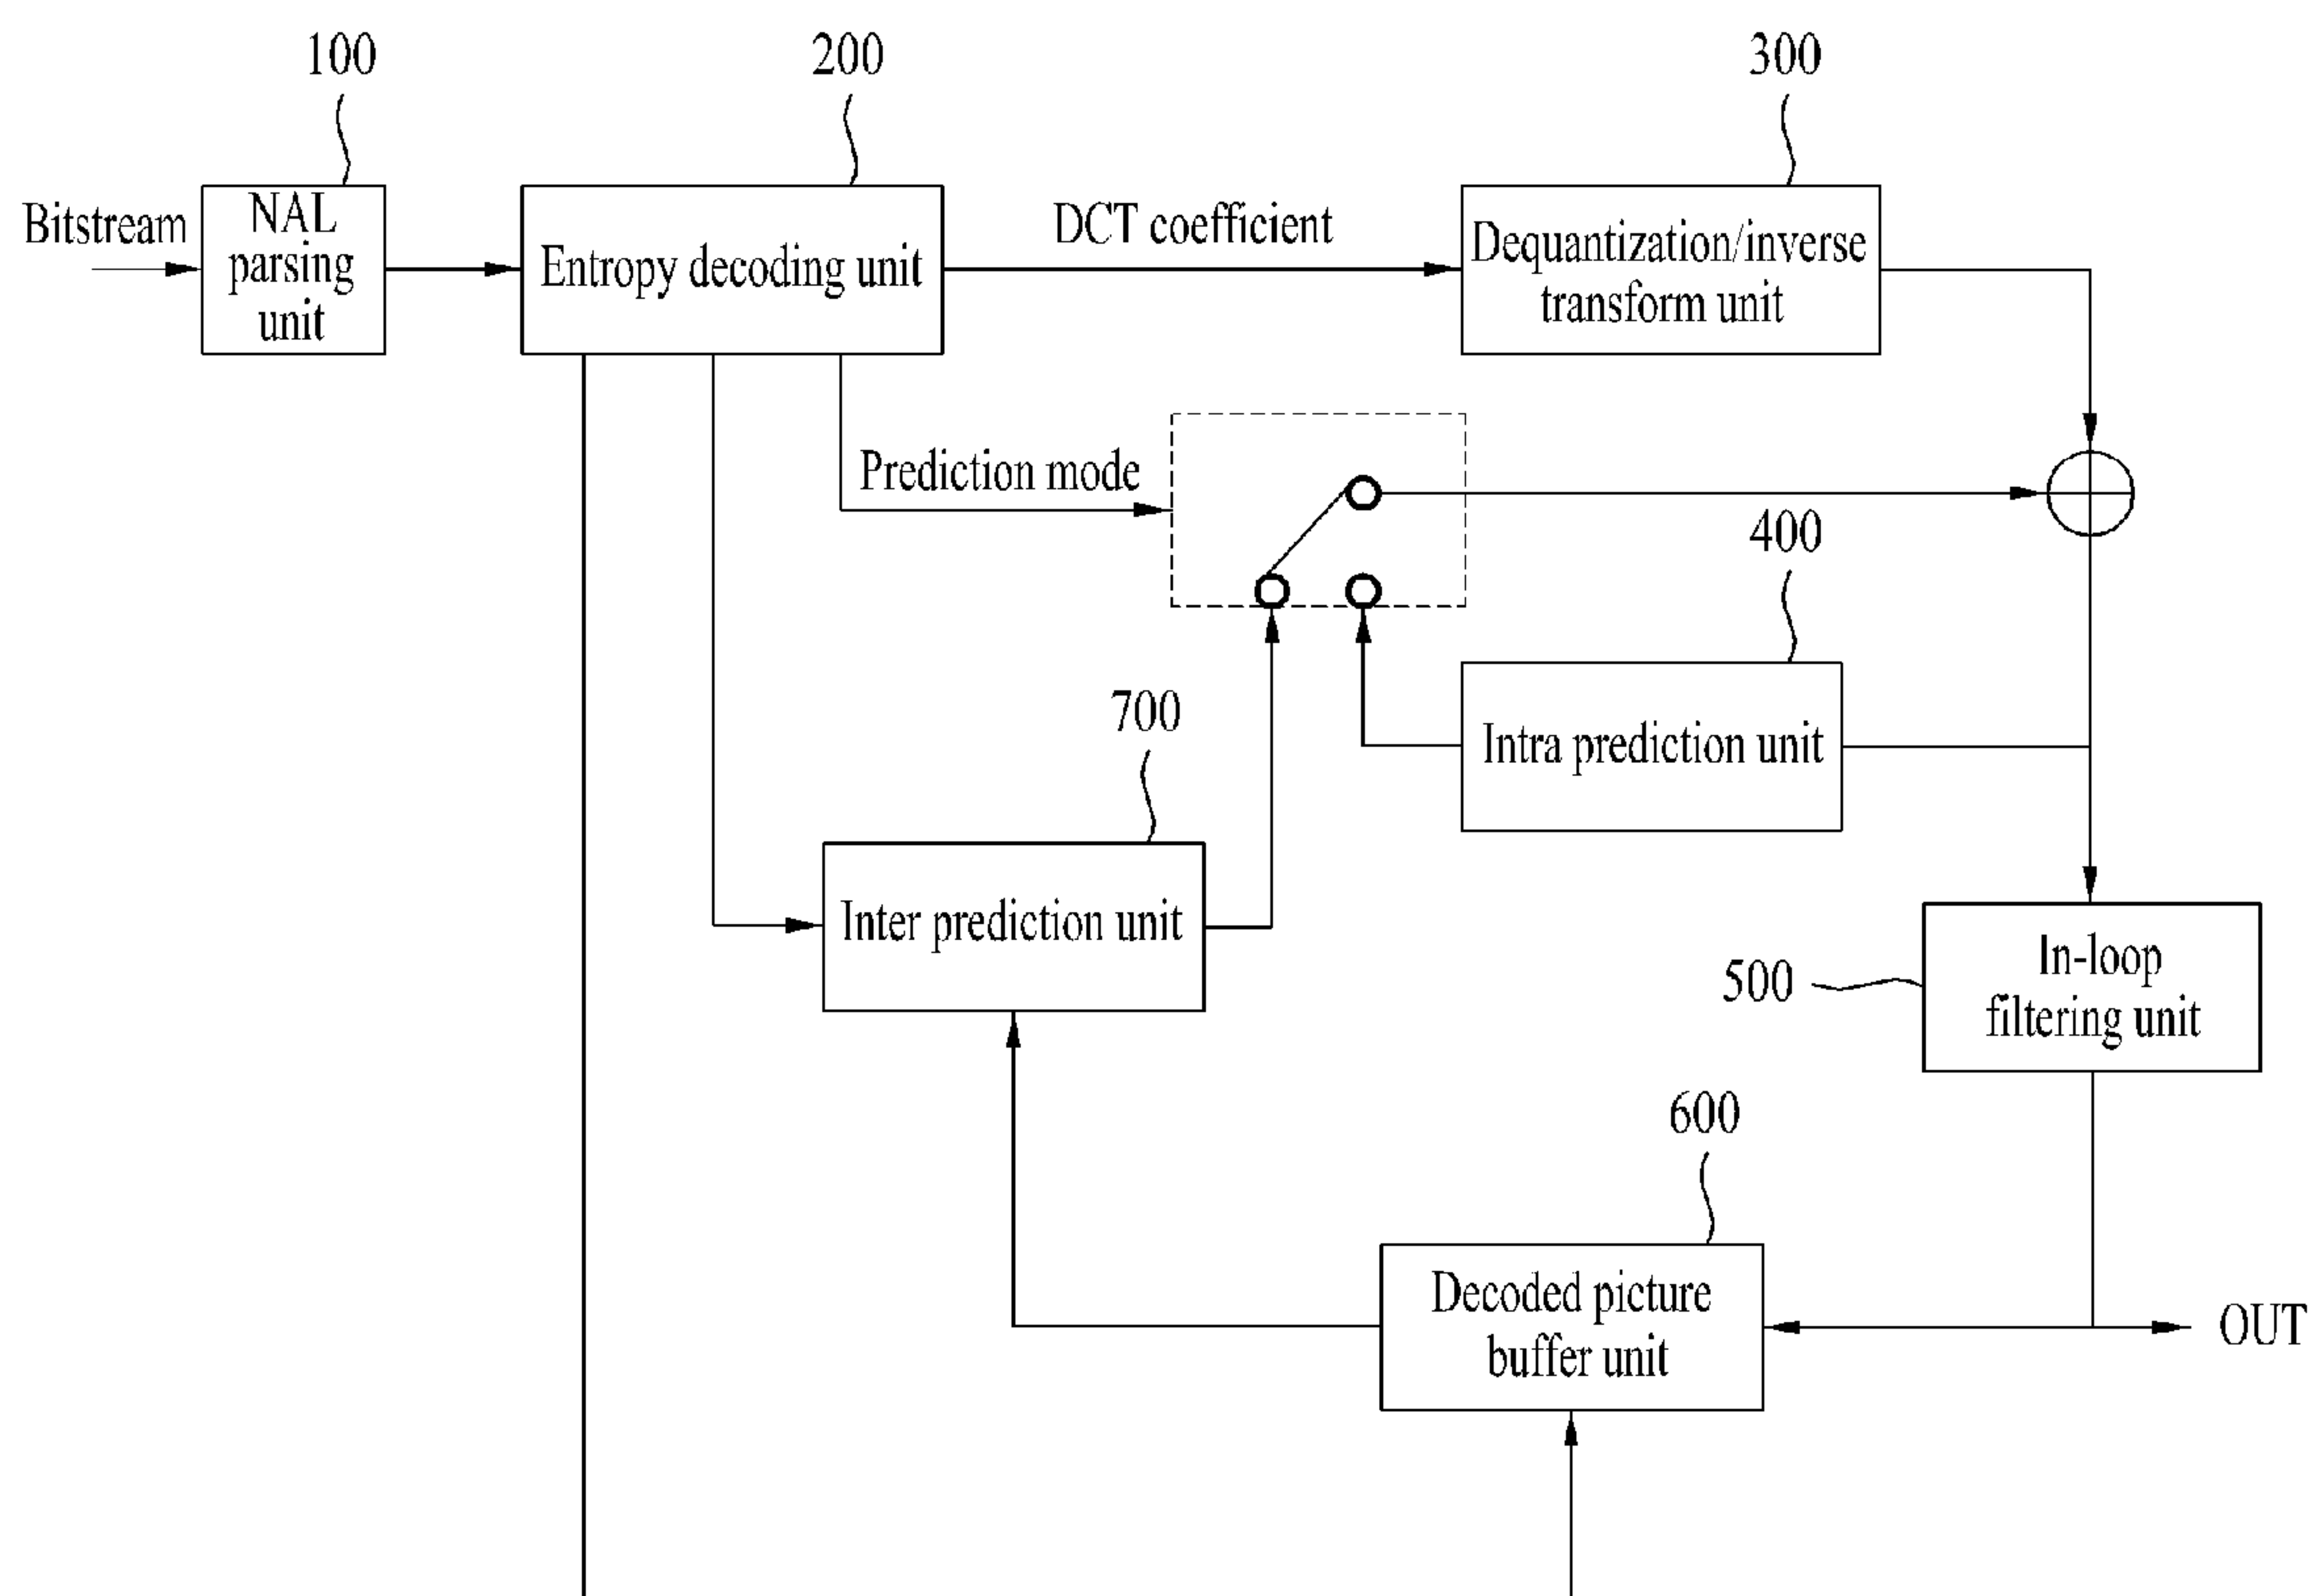 100
200
300
Bitstream
NAL
parsing
unit
Entropy decoding unit
DCT coefficient
Dequantization/inverse
transform unit
Prediction mode
400
700
Intra prediction unit
Inter prediction unit
500
In-loop
filtering unit
600
Decoded picture
buffer unit
OUT